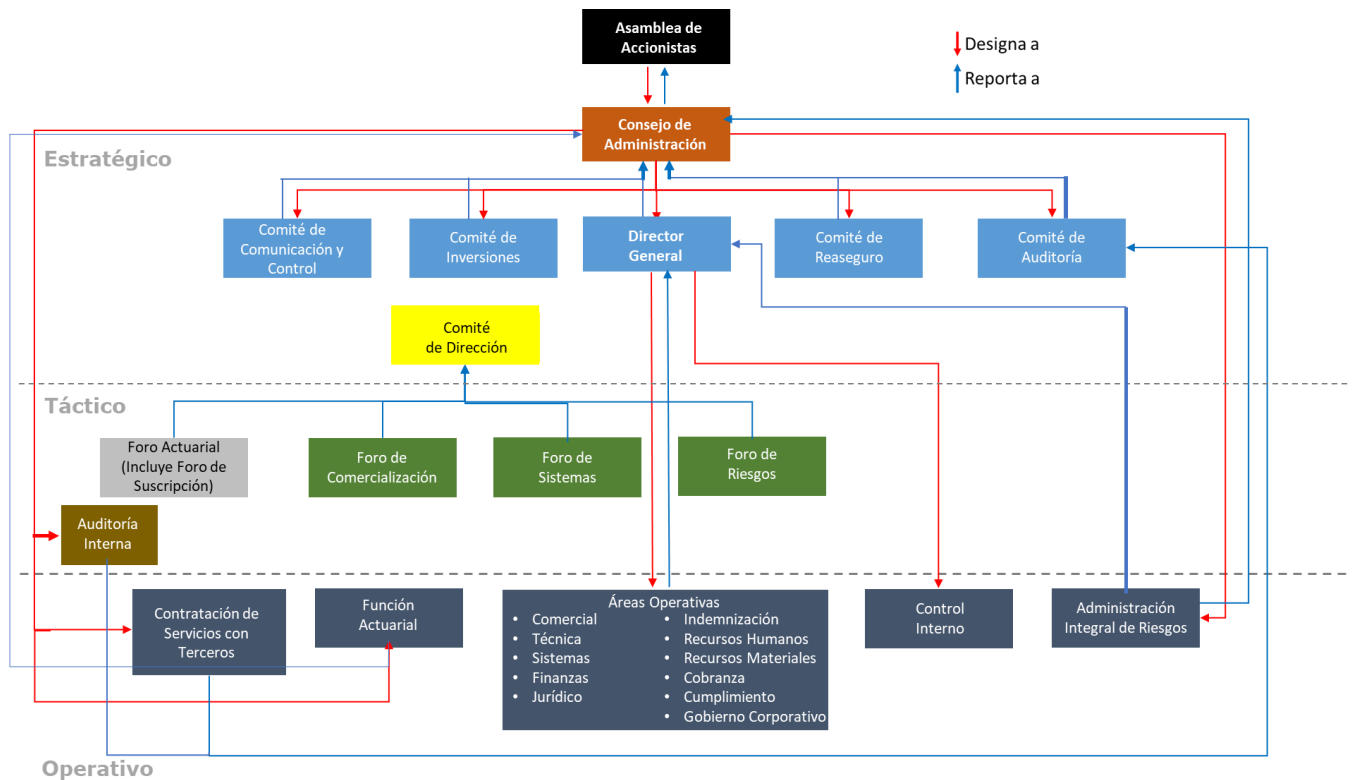 Asamblea de
Accionistas
Designa a
Reporta a
Consejo de
Administración
Estratégico
Comité de
Comunicación y
Control
Comité de
Inversiones
Director
General
Comité de
Reaseguro
Comité de
Auditoría
Comité
de Dirección
Táctico
Foro Actuarial
(Incluye Foro de
Suscripción)
Foro de
Comercialización
Foro de
Sistemas
Foro de
Riesgos
Auditoría
Interna
Contratación de
Servicios con
Terceros
Función
Actuarial
Áreas Operativas
• Comercial
• Técnica
• Sistemas
• Finanzas
• Jurídico
• Indemnización
• Recursos Humanos
• Recursos Materiales
• Cobranza
• Cumplimiento
• Gobierno Corporativo
Control
Interno
Administración
Integral de Riesgos
Operativo